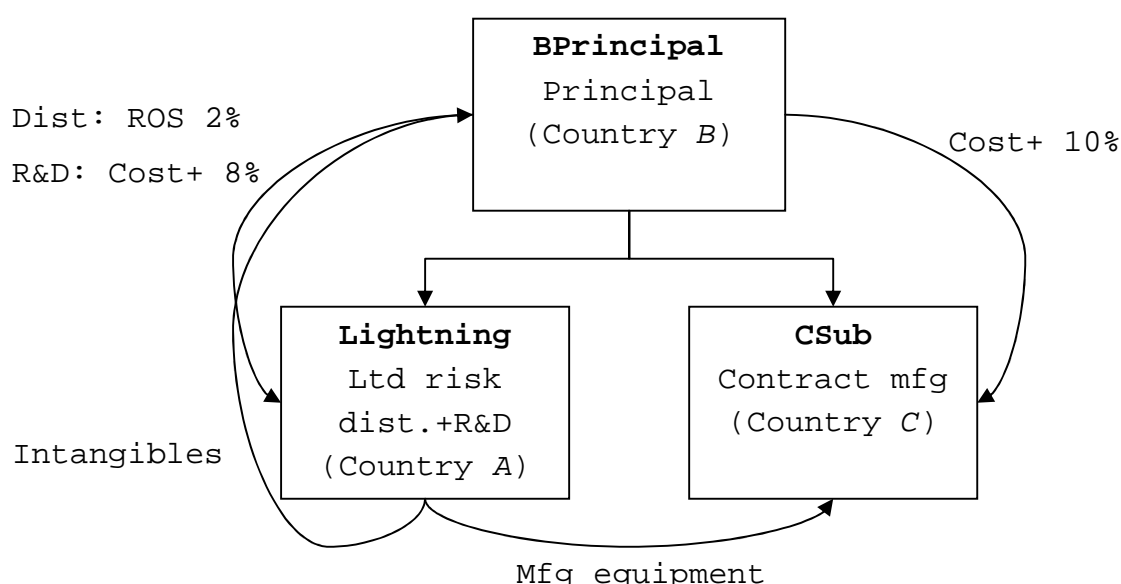 BPrincipal
Principal
(Country B)
Dist: ROS 2%
R&D: Cost+ 8%
Cost+ 10%
Lightning
Ltd risk
dist.+R&D
(Country A)
CSub
Contract mfg
(Country C)
Intangibles
Mfg equipment